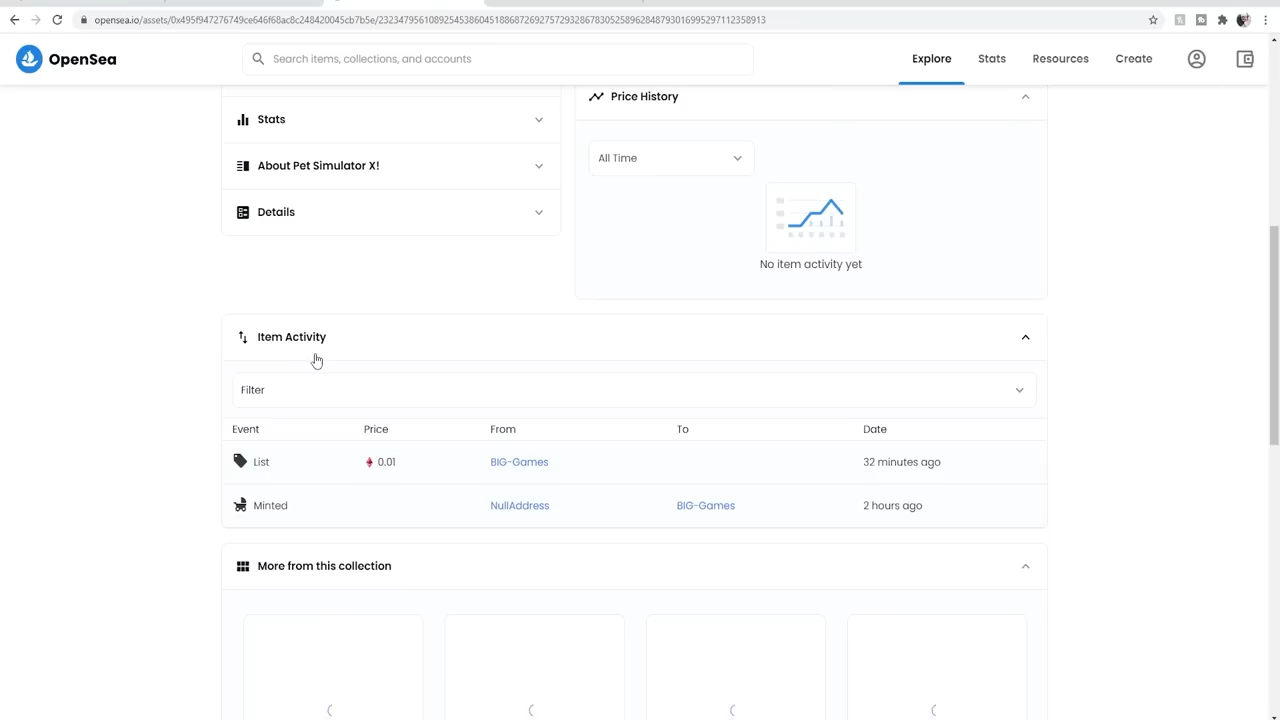 opensea.io/assets/0x495f947276749ce646f68ac8c248420045cb7b5e/23234795610892545386045188687269275729328678305258962848793016995297112358913
OpenSea
Search items, collections, and accounts
Explore
Stats
Resources
Create
Price History
Stats
All Time
About Pet Simulator X!
Details
No item activity yet
Item Activity
Filter
Event Price From To Date
List 0.01 BIG-Games 32 minutes ago
Minted NullAddress BIG-Games 2 hours ago
More from this collection